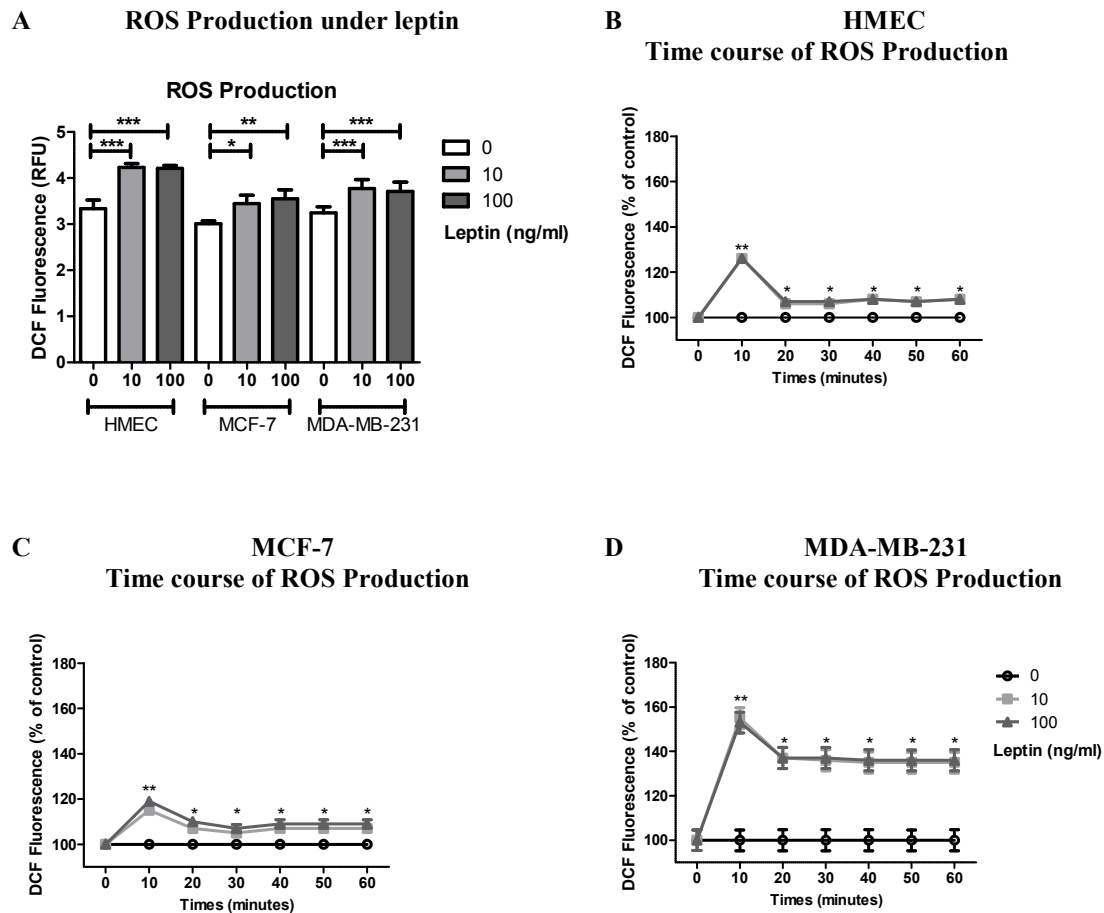 A
ROS Production under leptin
ROS Production
*** ** ***
*** * ***
DCF Fluorescence (RFU)
5
4
3
2
1
0
0 10 100 0 10 100 0 10 100
HMEC MCF-7 MDA-MB-231
0
10
100
Leptin (ng/ml)
B
HMEC
Time course of ROS Production
DCF Fluorescence (% of control)
180
160
140
120
100
** * * * * *
0 10 20 30 40 50 60
Times (minutes)
C
MCF-7
Time course of ROS Production
DCF Fluorescence (% of control)
180
160
140
120
100
** * * * * *
0 10 20 30 40 50 60
Times (minutes)
D
MDA-MB-231
Time course of ROS Production
DCF Fluorescence (% of control)
180
160
140
120
100
** * * * * *
0 10 20 30 40 50 60
Times (minutes)
0
10
100
Leptin (ng/ml)